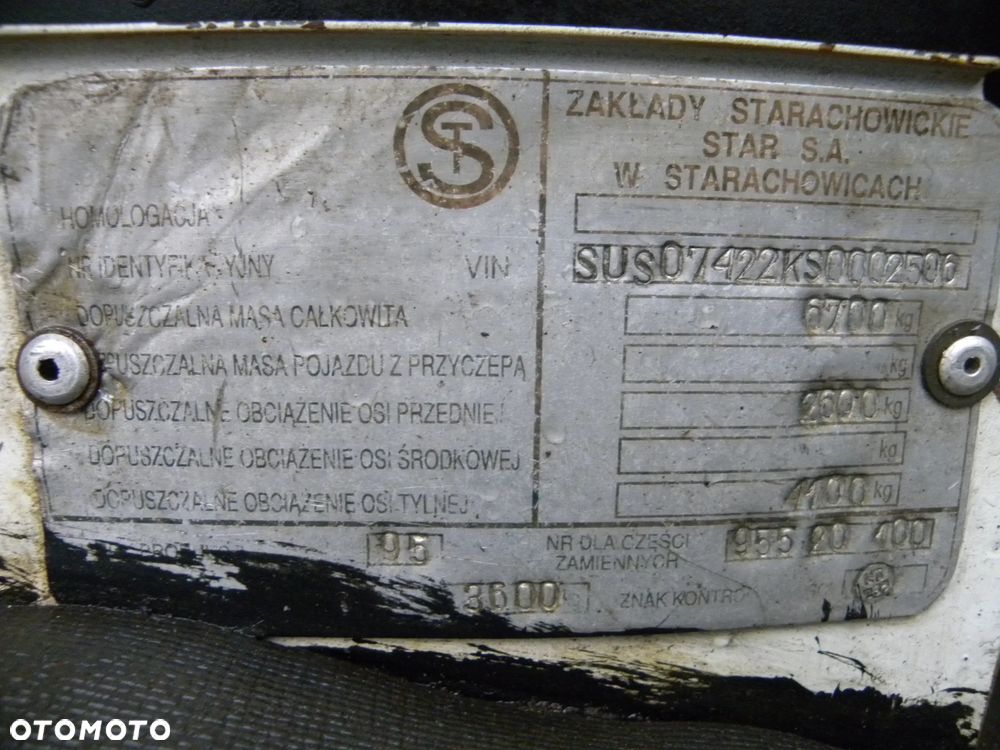 ST
ZAKŁADY STARACHOWICKIE
STAR S.A.
W STARACHOWICACH
HOMOLOGACJA
NR IDENTYFIKACYJNY VIN SUS07422KS0002506
DOPUSZCZALNA MASA CAŁKOWITA 6700 kg
DOPUSZCZALNA MASA POJAZDU Z PRZYCZEPĄ kg
DOPUSZCZALNE OBCIĄŻENIE OSI PRZEDNIEJ 2600 kg
DOPUSZCZALNE OBCIĄŻENIE OSI ŚRODKOWEJ kg
DOPUSZCZALNE OBCIĄŻENIE OSI TYLNEJ kg
95 NR DLA CZĘŚCI ZAMIENNYCH 955 20 100
3600 ZNAK KONTRO
OTOMOTO